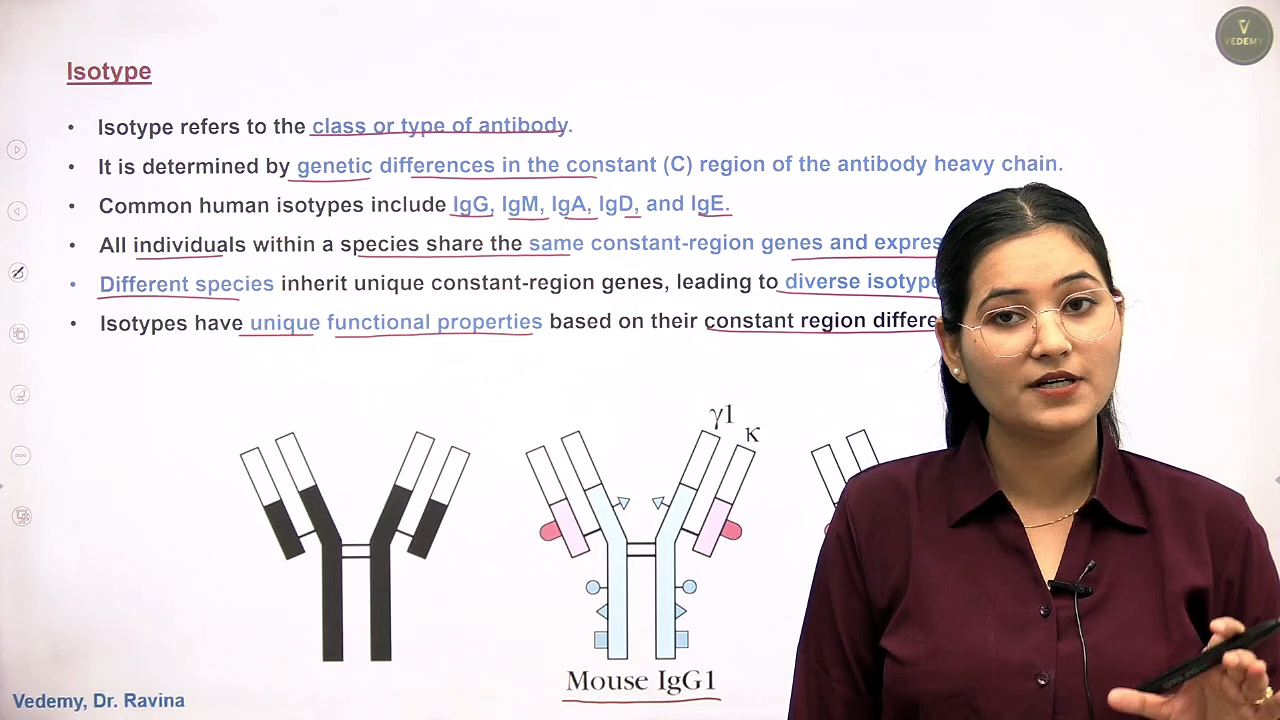 VEDEMY
Isotype
• Isotype refers to the class or type of antibody.
• It is determined by genetic differences in the constant (C) region of the antibody heavy chain.
• Common human isotypes include IgG, IgM, IgA, IgD, and IgE.
• All individuals within a species share the same constant-region genes and expres
• Different species inherit unique constant-region genes, leading to diverse isotype
• Isotypes have unique functional properties based on their constant region differe
γ1
κ
Mouse IgG1
Vedemy, Dr. Ravina